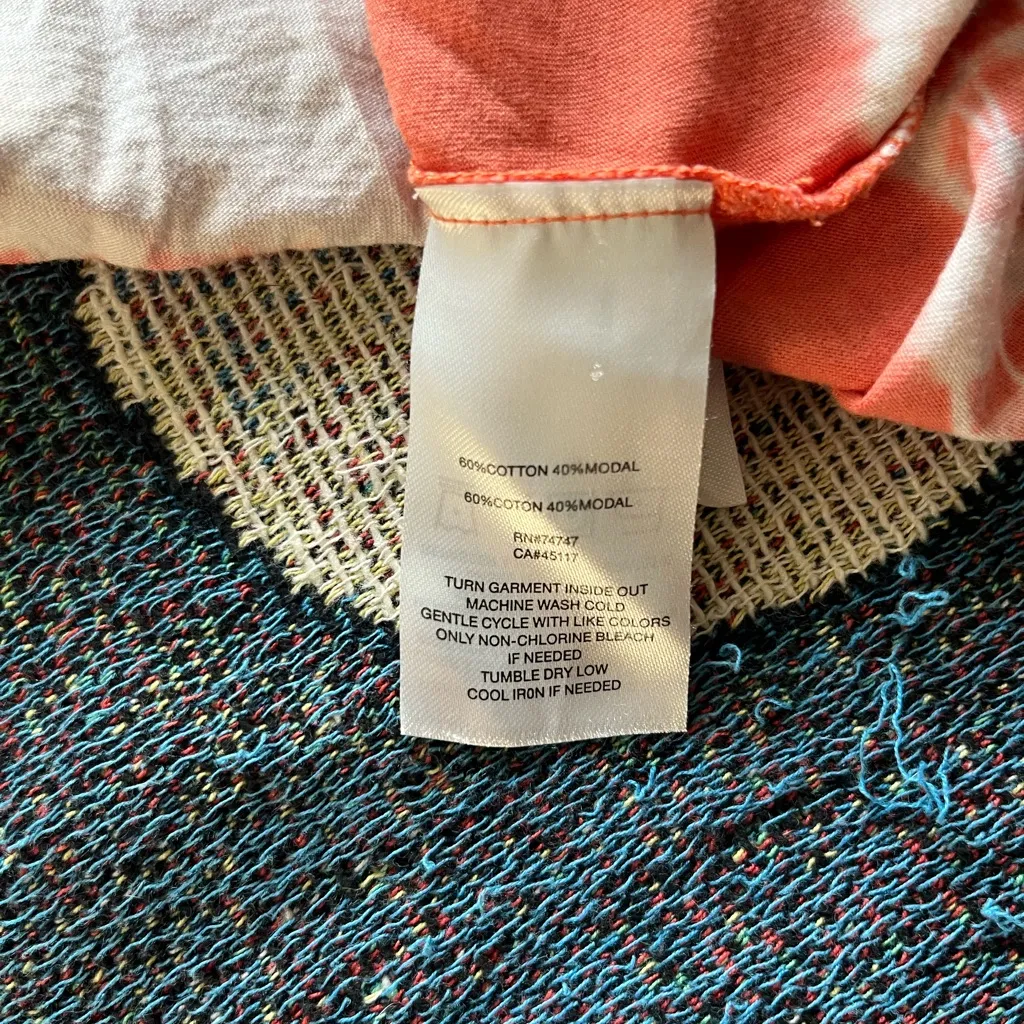 60%COTTON 40%MODAL
60%COTON 40%MODAL
RN#74747
CA#45117
TURN GARMENT INSIDE OUT
MACHINE WASH COLD
GENTLE CYCLE WITH LIKE COLORS
ONLY NON-CHLORINE BLEACH
IF NEEDED
TUMBLE DRY LOW
COOL IR0N IF NEEDED